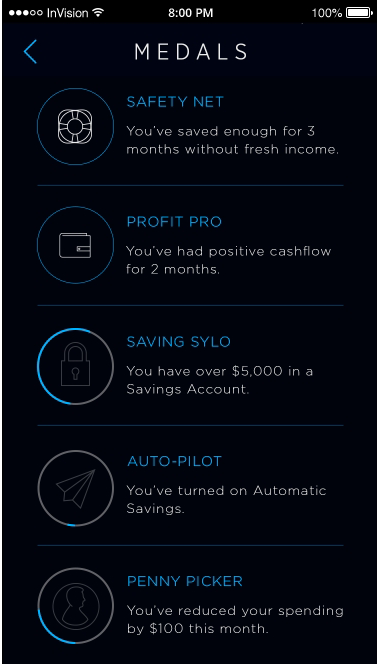 InVision 8:00 PM 100%
MEDALS
SAFETY NET
You've saved enough for 3
months without fresh income.
PROFIT PRO
You've had positive cashflow
for 2 months.
SAVING SYLO
You have over $5,000 in a
Savings Account.
AUTO-PILOT
You've turned on Automatic
Savings.
PENNY PICKER
You've reduced your spending
by $100 this month.